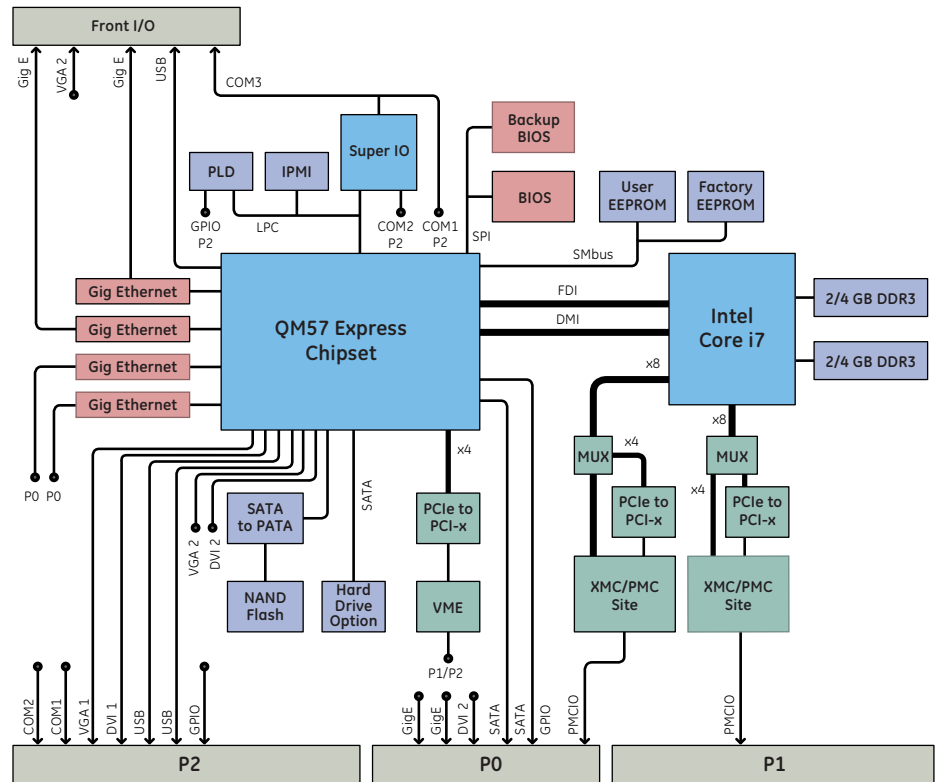 Front I/O
Gig E
VGA 2
Gig E
USB
COM3
Backup
BIOS
Super IO
PLD
IPMI
BIOS
User
EEPROM
Factory
EEPROM
GPIO
P2
LPC
COM2
P2
COM1
P2
SPI
SMbus
Gig Ethernet
Gig Ethernet
Gig Ethernet
Gig Ethernet
QM57 Express
Chipset
FDI
DMI
Intel
Core i7
2/4 GB DDR3
2/4 GB DDR3
x8
x8
P0
P0
x4
MUX
x4
MUX
VGA 2
DVI 2
SATA
to PATA
SATA
PCIe to
PCI-x
PCIe to
PCI-x
x4
PCIe to
PCI-x
NAND
Flash
Hard
Drive
Option
VME
XMC/PMC
Site
XMC/PMC
Site
P1/P2
COM2
COM1
VGA 1
DVI 1
USB
USB
GPIO
GigE
GigE
DVI 2
SATA
SATA
GPIO
PMCIO
PMCIO
P2
P0
P1